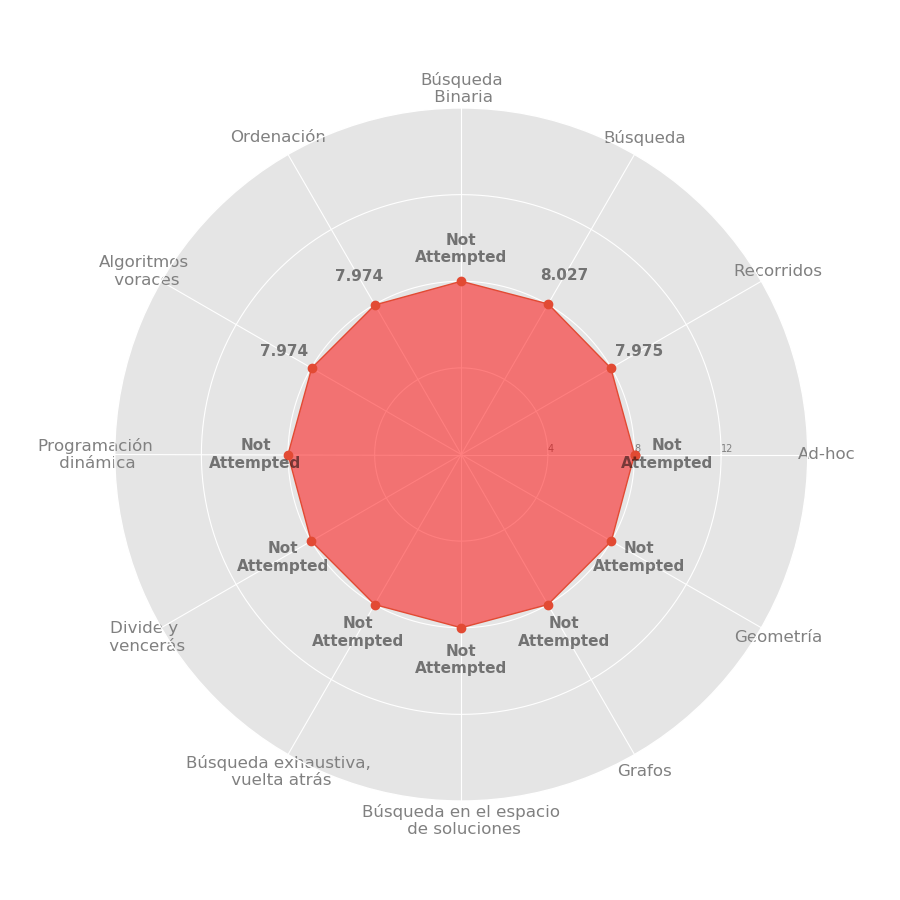 Búsqueda
Binaria
Ordenación
Búsqueda
Not
Attempted
Algoritmos
voraces
7.974
8.027
Recorridos
7.974
7.975
Programación
dinámica
Not
Attempted
4
8
12
Not
Attempted
Ad-hoc
Not
Attempted
Not
Attempted
Divide y
vencerás
Not
Attempted
Not
Attempted
Not
Attempted
Geometría
Búsqueda exhaustiva,
vuelta atrás
Grafos
Búsqueda en el espacio
de soluciones